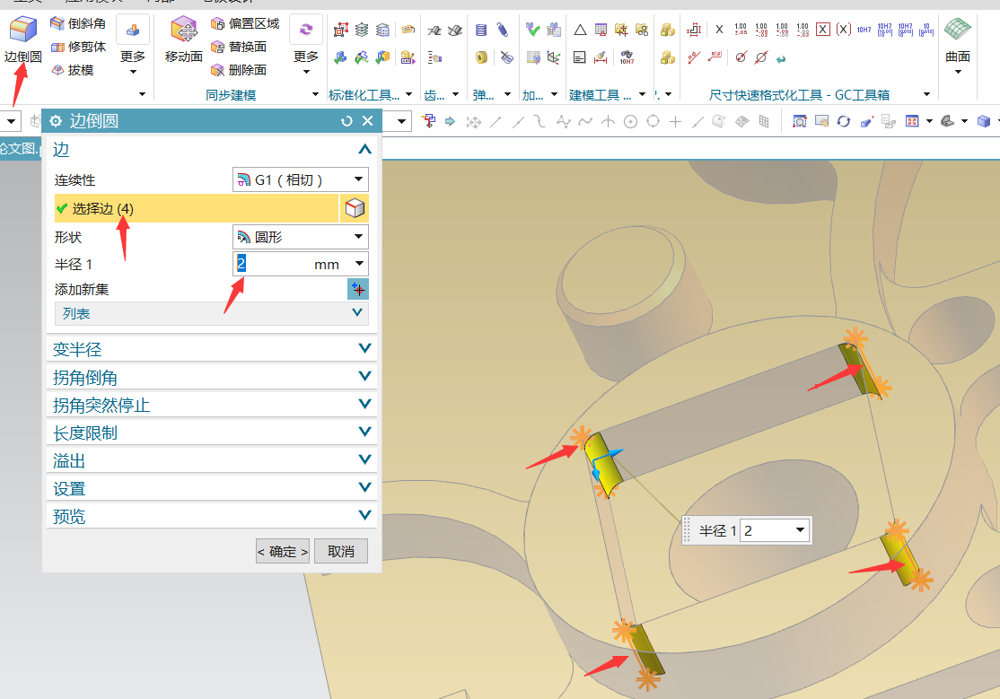 倒斜角
偏置区域
修剪体
替换面
边倒圆
拔模
更多
移动面
删除面
更多
曲面
同步建模
标准化工具...
齿...
弹...
加...
建模工具 ...
尺寸快速格式化工具 - GC工具箱
边倒圆
论文图.
边
连续性
G1 ( 相切 )
选择边 (4)
形状
圆形
半径 1
2
mm
添加新集
列表
变半径
拐角倒角
拐角突然停止
长度限制
溢出
设置
预览
< 确定 >
取消
半径 1
2